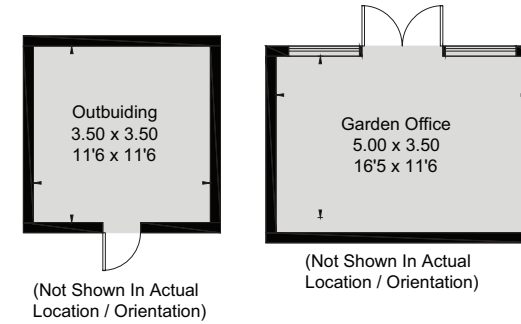 Outbuiding
3.50 x 3.50
11'6 x 11'6
(Not Shown In Actual
Location / Orientation)
Garden Office
5.00 x 3.50
16'5 x 11'6
(Not Shown In Actual
Location / Orientation)